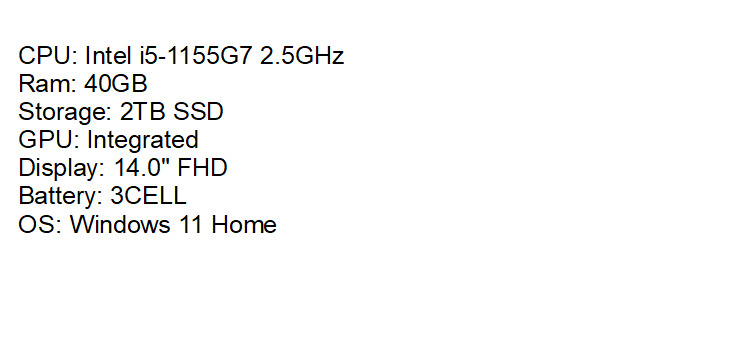 CPU: Intel i5-1155G7 2.5GHz
Ram: 40GB
Storage: 2TB SSD
GPU: Integrated
Display: 14.0" FHD
Battery: 3CELL
OS: Windows 11 Home